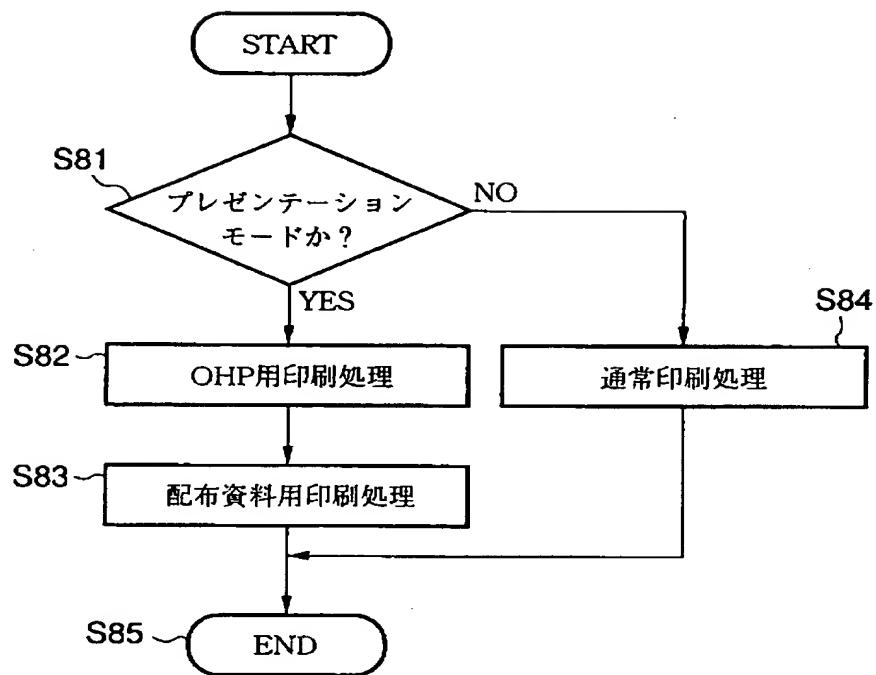 START
S81
プレゼンテーション
モードか？
NO
YES
S82
OHP用印刷処理
S84
通常印刷処理
S83
配布資料用印刷処理
S85
END